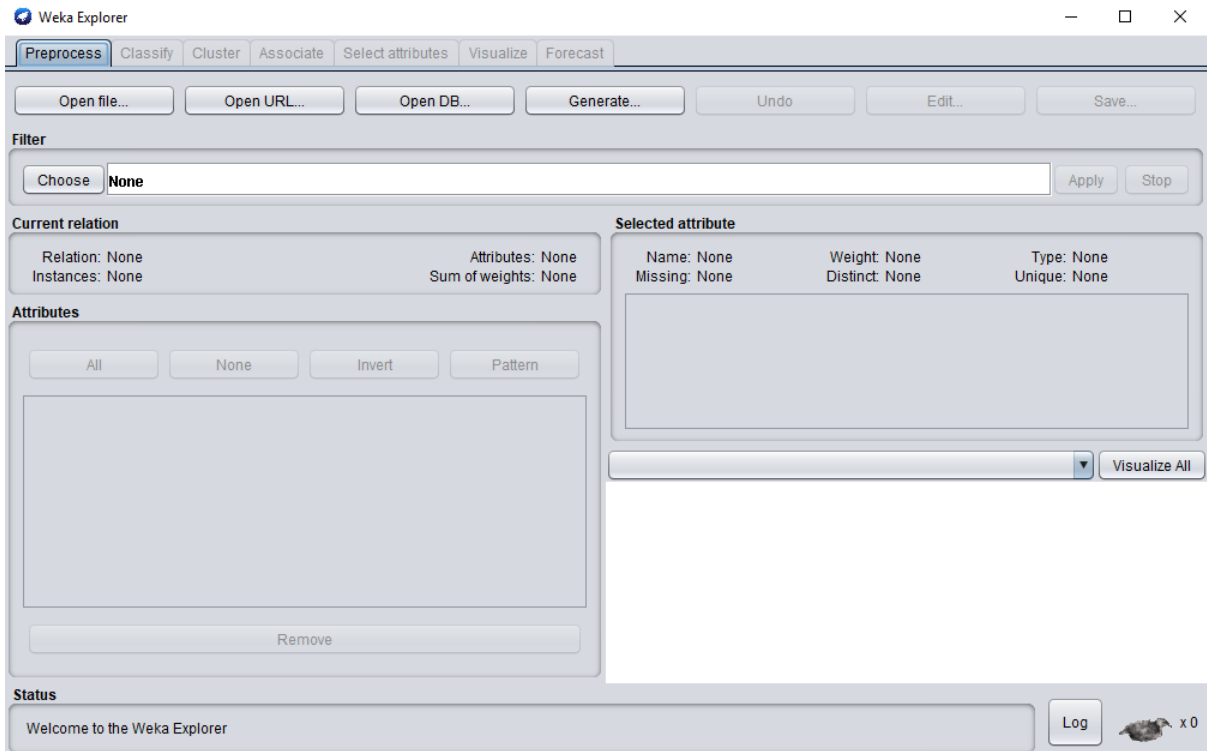 Weka Explorer
Preprocess Classify Cluster Associate Select attributes Visualize Forecast
Open file... Open URL... Open DB... Generate... Undo Edit... Save...
Filter
Choose None Apply Stop
Current relation
Relation: None Attributes: None
Instances: None Sum of weights: None
Selected attribute
Name: None Weight: None Type: None
Missing: None Distinct: None Unique: None
Attributes
All None Invert Pattern
Remove
Visualize All
Status
Welcome to the Weka Explorer
Log x 0